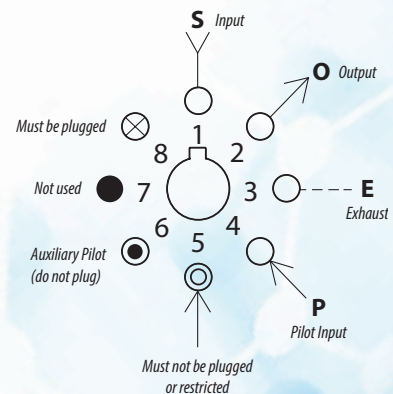 S Input
O Output
Must be plugged
1
8
2
Not used
7
3
E
Exhaust
6
4
Auxiliary Pilot
(do not plug)
5
P
Pilot Input
Must not be plugged
or restricted